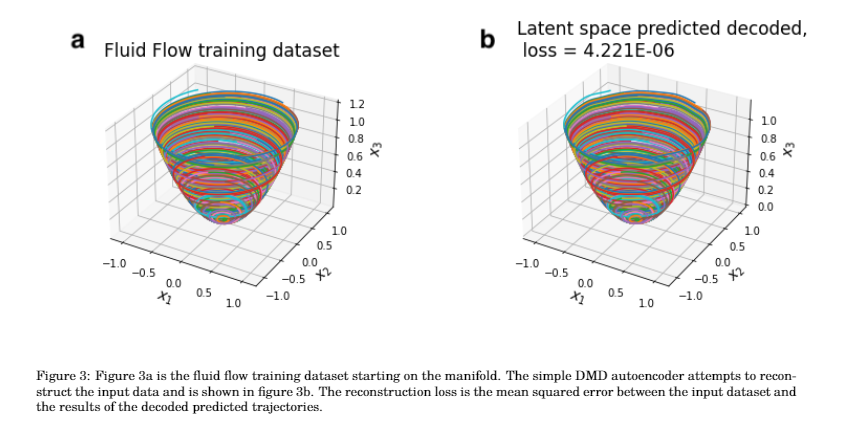 a
Fluid Flow training dataset
1.2
1.0
0.8
0.6
0.4
0.2
X3
1.0
0.5
0.0
−0.5
−1.0
X2
−1.0
−0.5
0.0
0.5
1.0
X1
b
Latent space predicted decoded,
loss = 4.221E-06
1.0
0.8
0.6
0.4
0.2
0.0
X3
1.0
0.5
0.0
−0.5
−1.0
X2
−1.0
−0.5
0.0
0.5
1.0
X1
Figure 3: Figure 3a is the fluid flow training dataset starting on the manifold. The simple DMD autoencoder attempts to recon-
struct the input data and is shown in figure 3b. The reconstruction loss is the mean squared error between the input dataset and
the results of the decoded predicted trajectories.